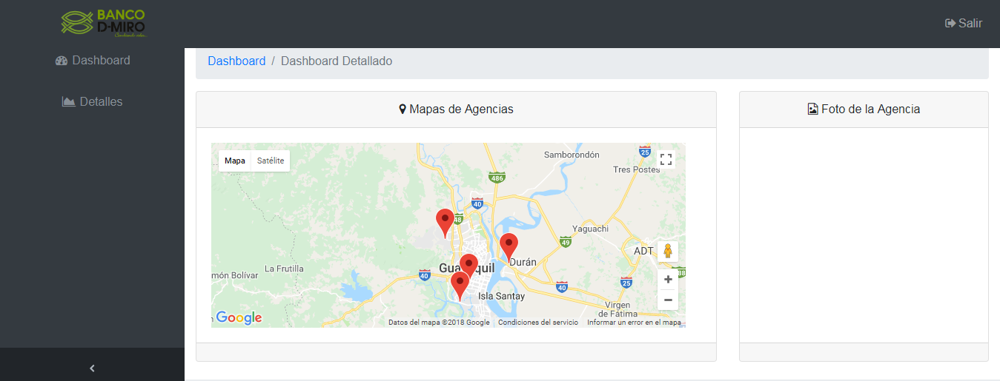 BANCO
D-MIRO
Salir
Dashboard
Detalles
Dashboard / Dashboard Detallado
Mapas de Agencias
Mapa Satélite
Samborondón
25
Tres Postes
486
40
48
Yaguachi
49
ADT
Durán
La Frutilla
món Bolívar
40
40
25
Isla Santay
Virgen
de Fátima
Google
Datos del mapa ©2018 Google Condiciones del servicio Informar un error en el mapa
Foto de la Agencia